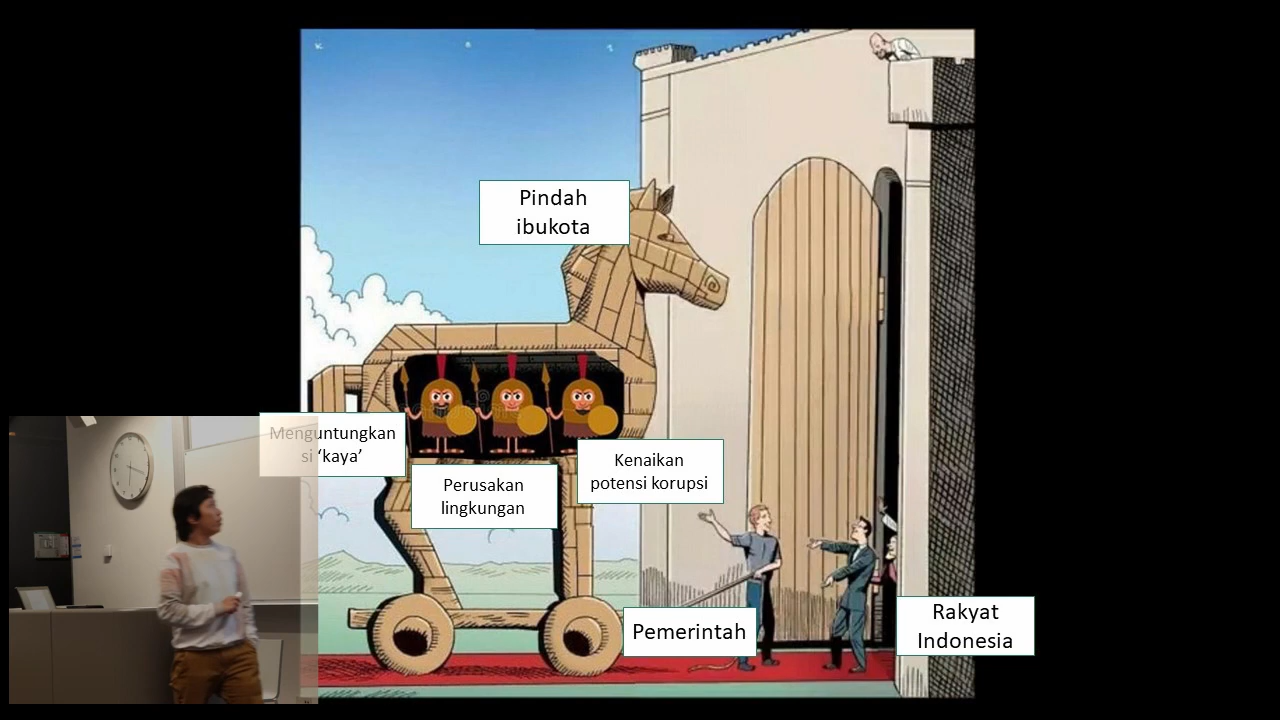 Pindah
ibukota
Menguntungkan
si 'kaya'
Perusakan
lingkungan
Kenaikan
potensi korupsi
Pemerintah
Rakyat
Indonesia